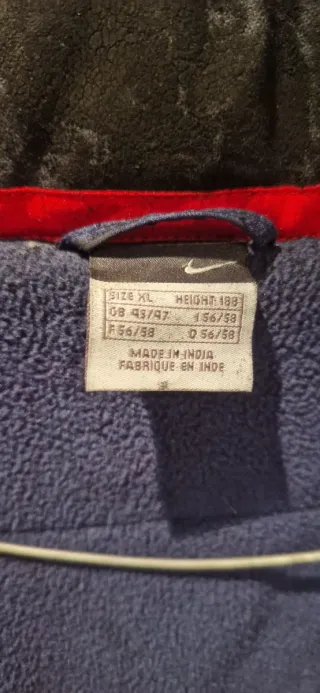 SIZE XL HEIGHT 188
GB 45/47 I 56/58
F 56/58 D 56/58
MADE IN INDIA
FABRIQUE EN INDE